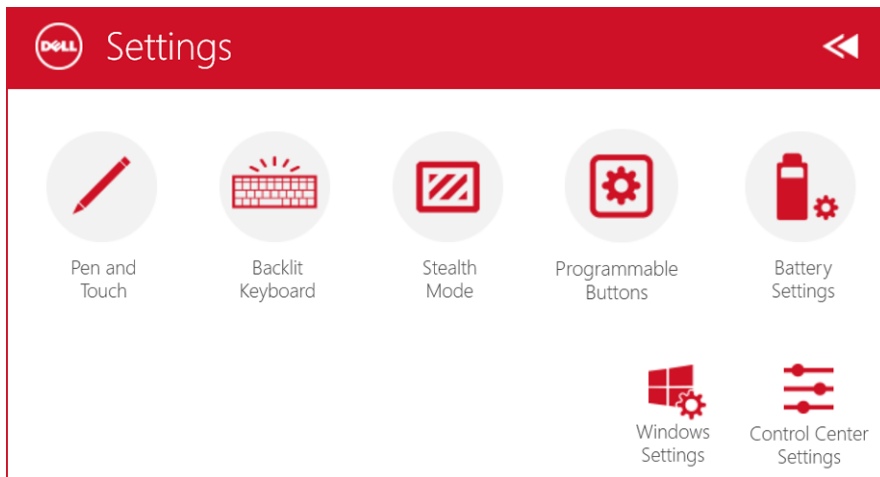 DELL Settings
Pen and
Touch
Backlit
Keyboard
Stealth
Mode
Programmable
Buttons
Battery
Settings
Windows
Settings
Control Center
Settings